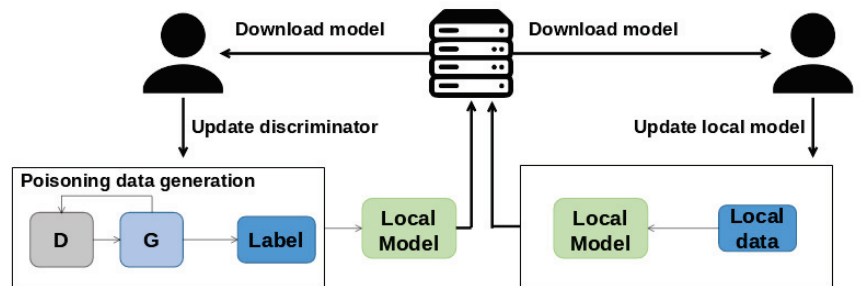 Download model
Download model
Update discriminator
Update local model
Poisoning data generation
D
G
Label
Local
Model
Local
Model
Local
data